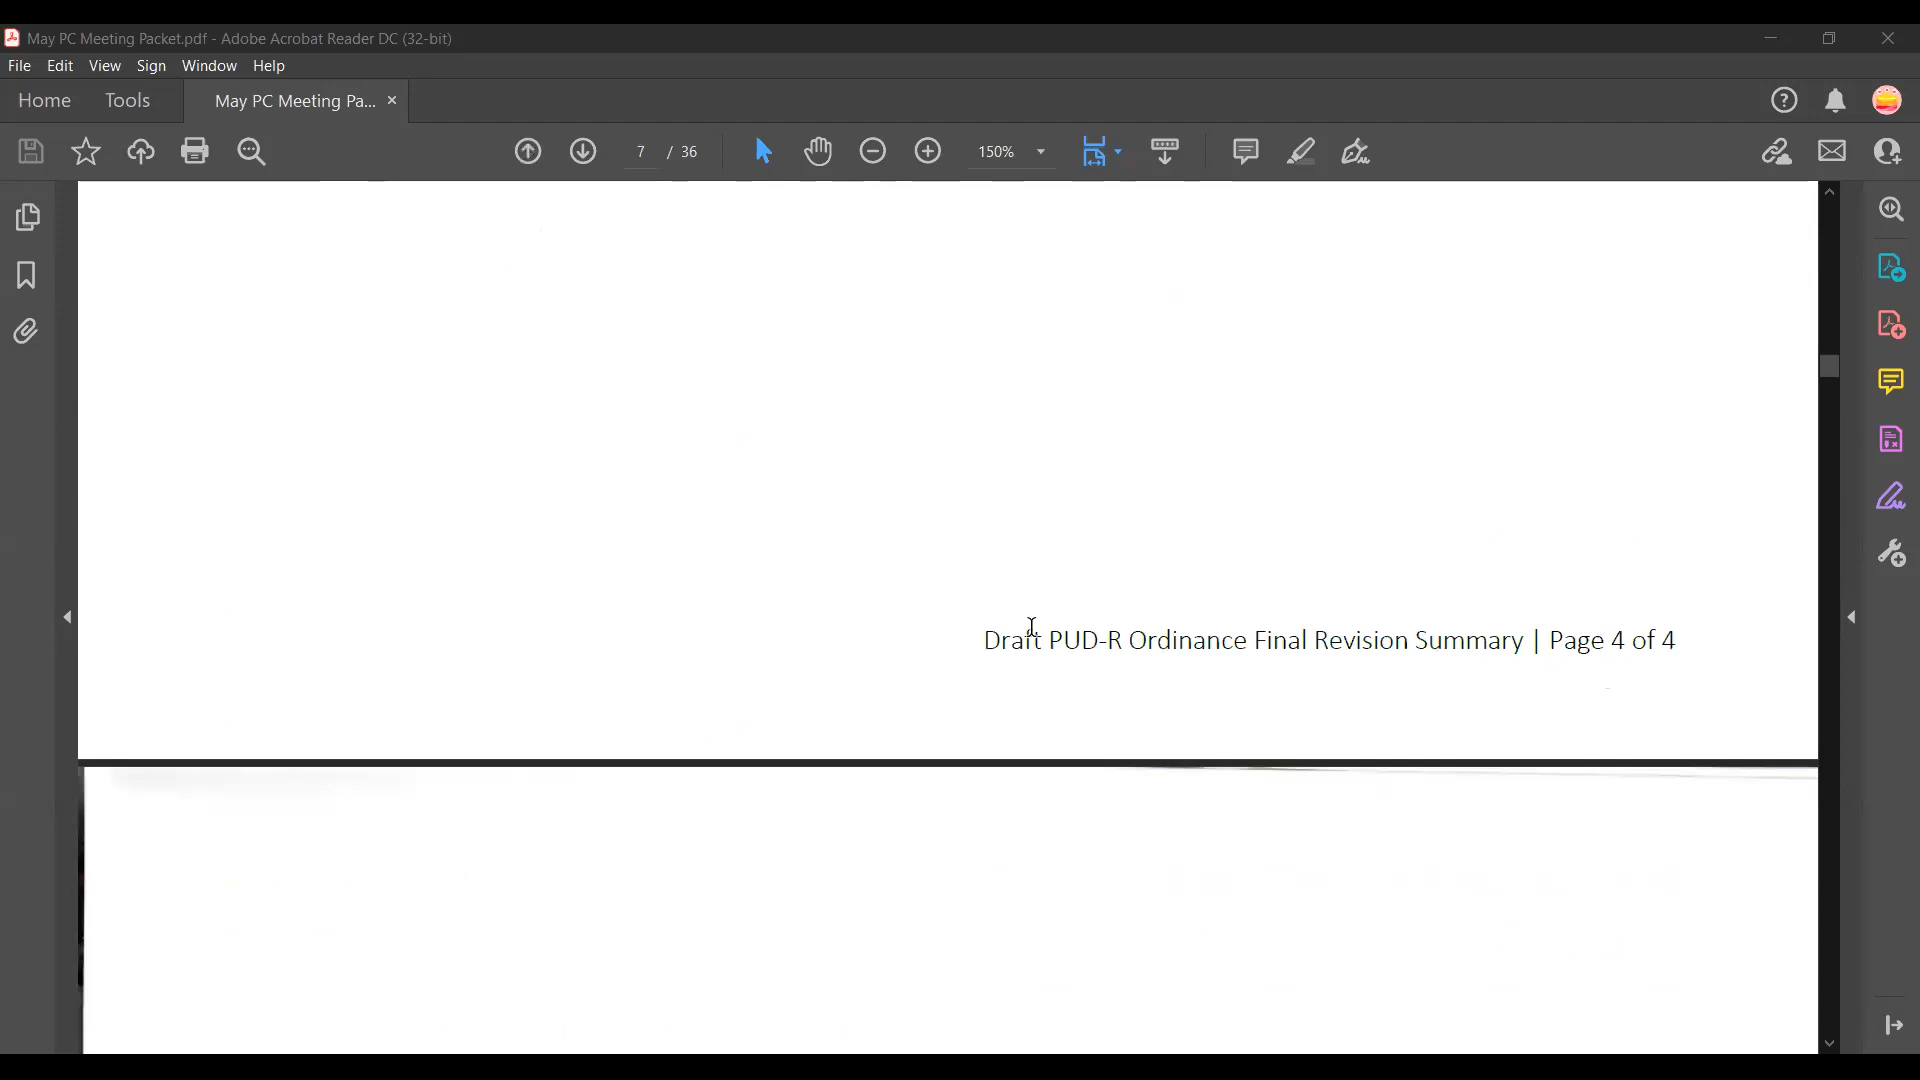 May PC Meeting Packet.pdf - Adobe Acrobat Reader DC (32-bit)
File Edit View Sign Window Help
Home Tools May PC Meeting Pa... ×
7 / 36 150%
Draft PUD-R Ordinance Final Revision Summary | Page 4 of 4